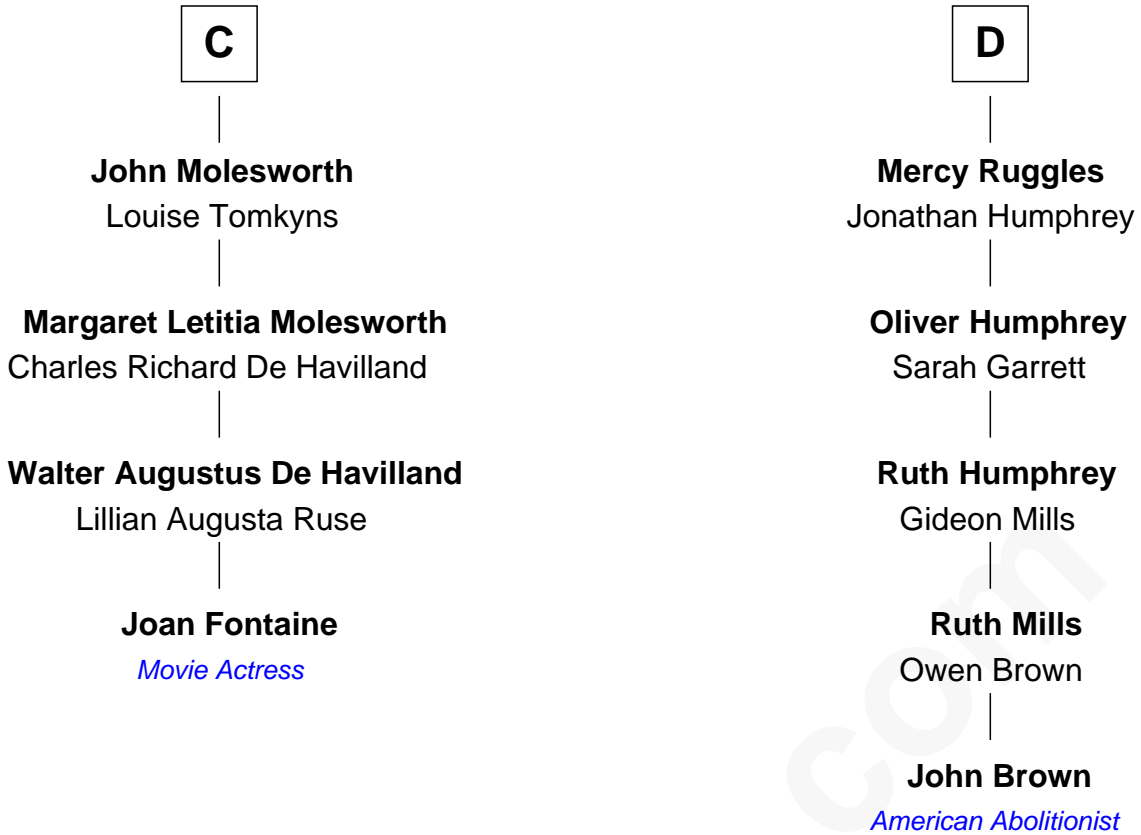 C
John Molesworth
Louise Tomkyns
Margaret Letitia Molesworth
Charles Richard De Havilland
Walter Augustus De Havilland
Lillian Augusta Ruse
Joan Fontaine
Movie Actress
D
Mercy Ruggles
Jonathan Humphrey
Oliver Humphrey
Sarah Garrett
Ruth Humphrey
Gideon Mills
Ruth Mills
Owen Brown
John Brown
American Abolitionist
com